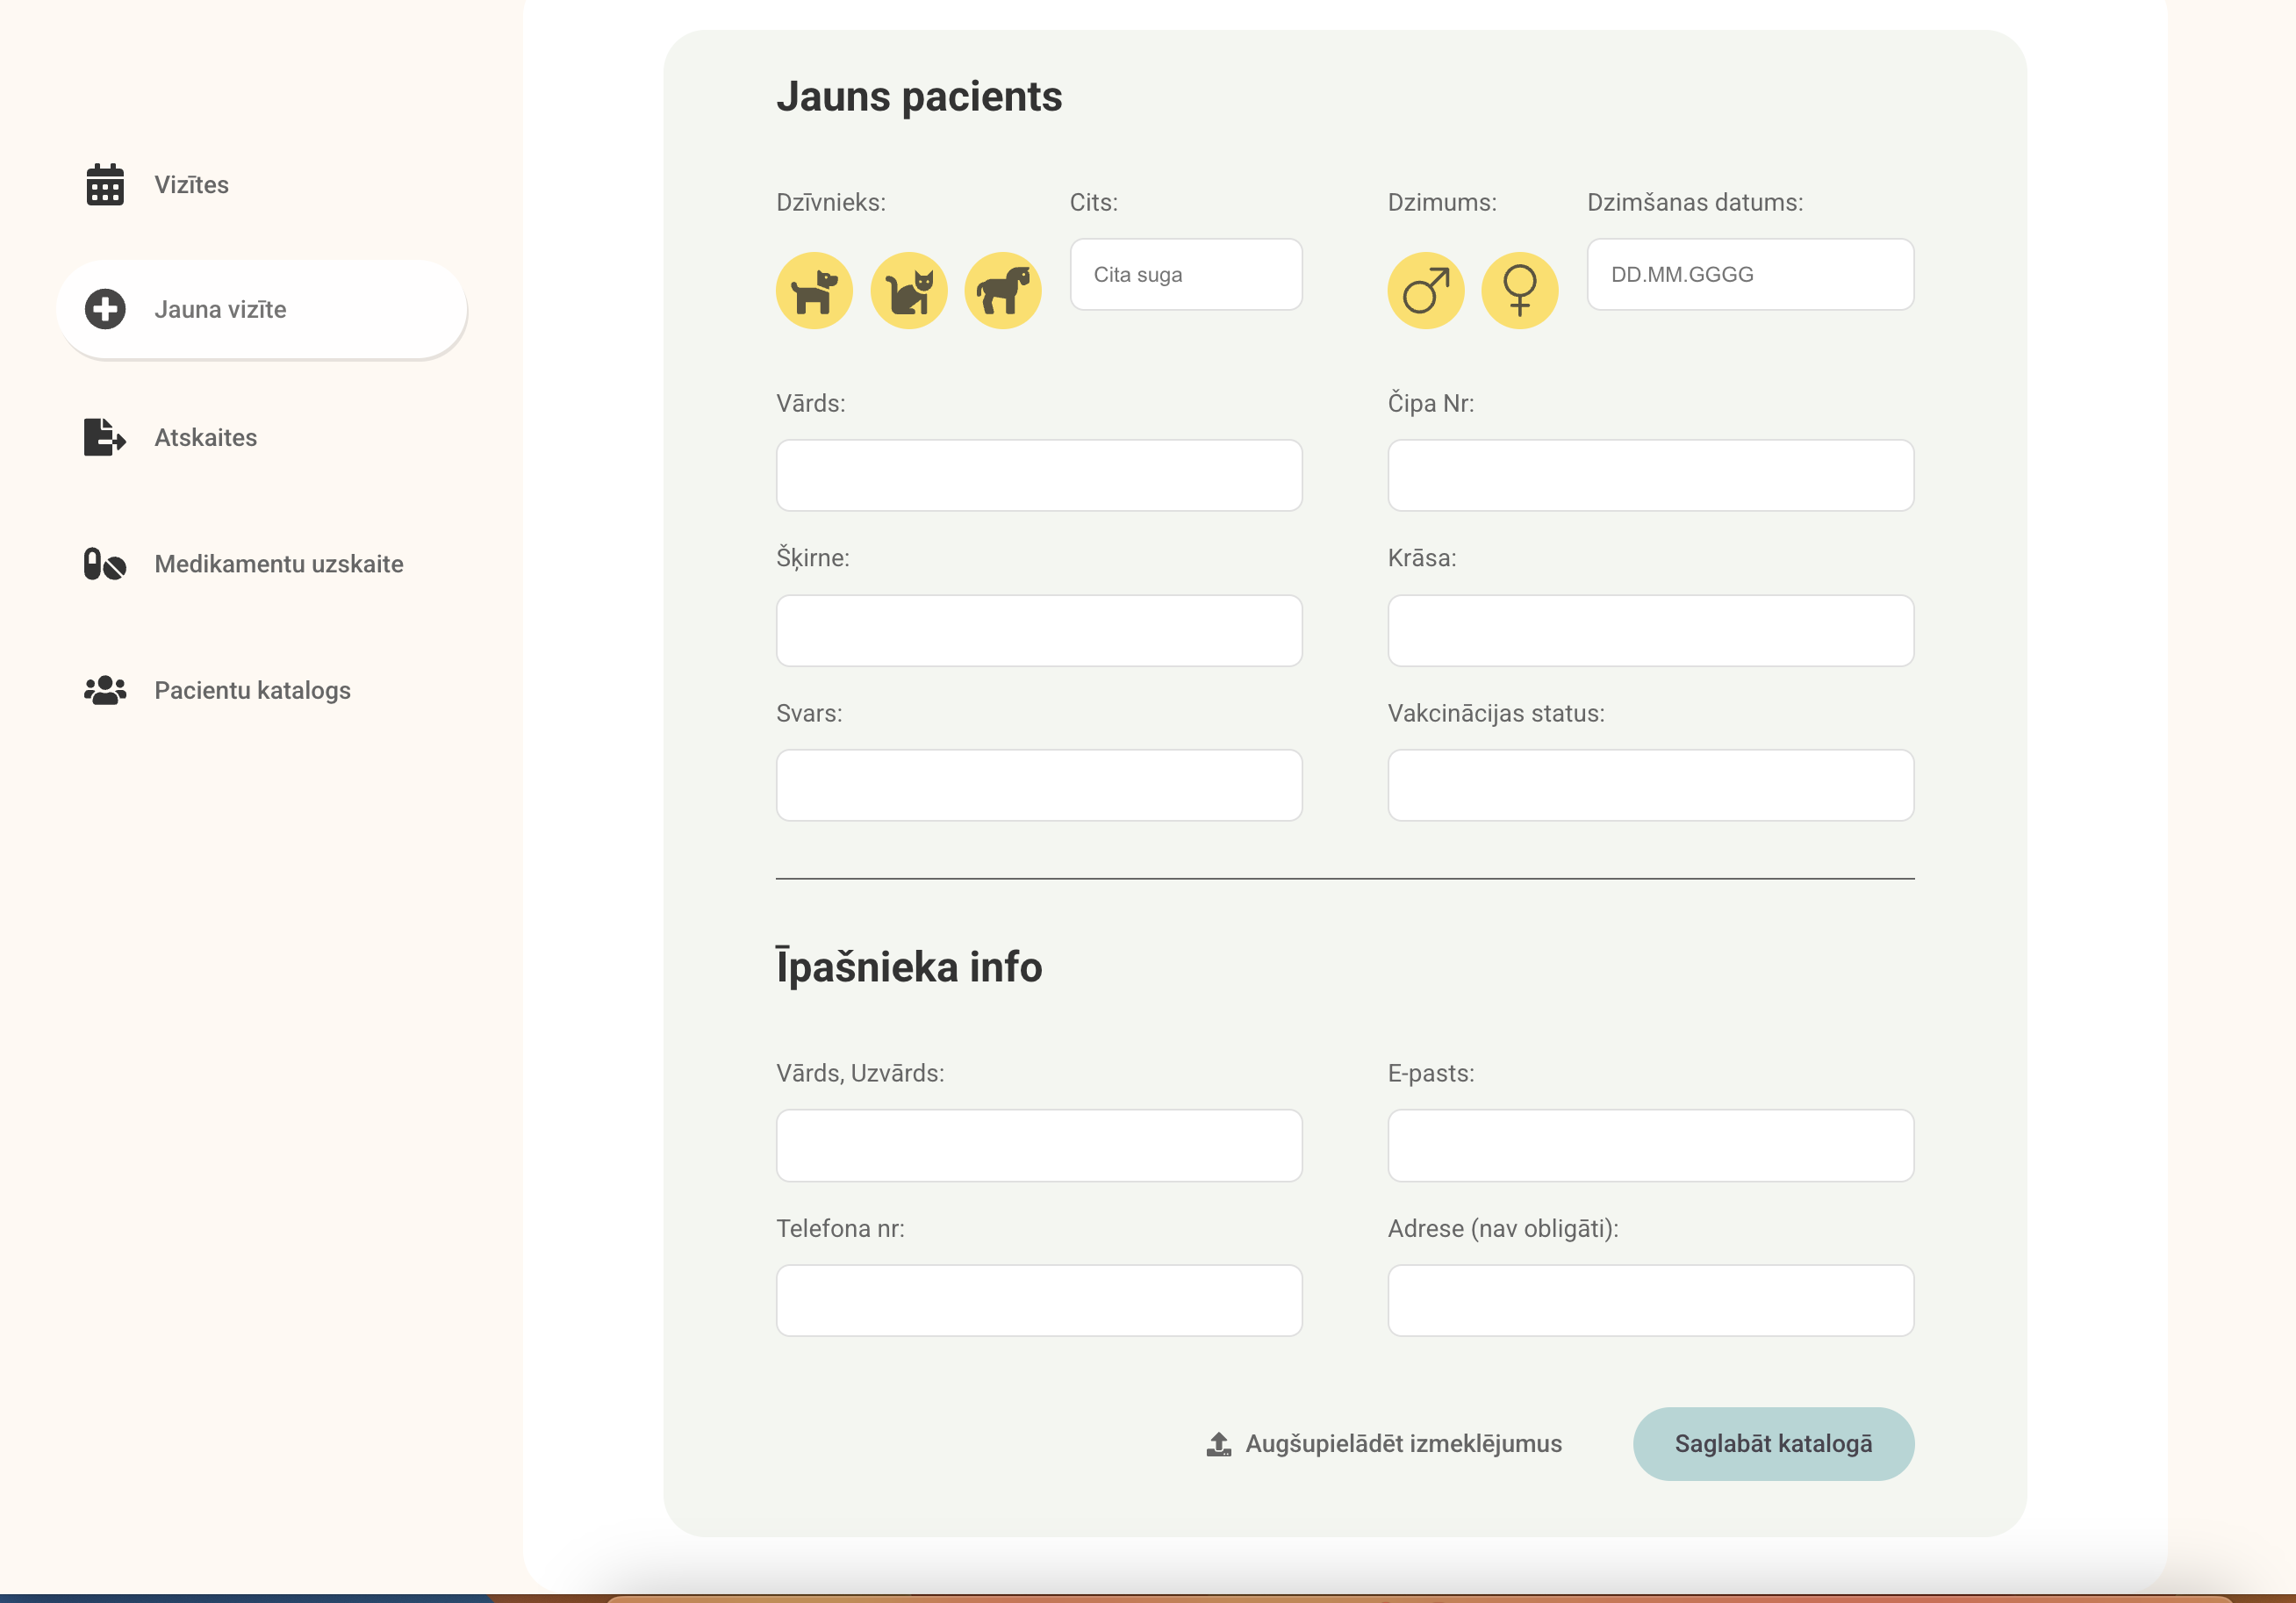 Vizītes
Jauna vizīte
Atskaites
Medikamentu uzskaite
Pacientu katalogs
Jauns pacients
Dzīvnieks:
Cits:
Dzimums:
Dzimšanas datums:
Cita suga
DD.MM.GGGG
Vārds:
Čipa Nr:
Šķirne:
Krāsa:
Svars:
Vakcinācijas status:
Īpašnieka info
Vārds, Uzvārds:
E-pasts:
Telefona nr:
Adrese (nav obligāti):
Augšupielādēt izmeklējumus
Saglabāt katalogā